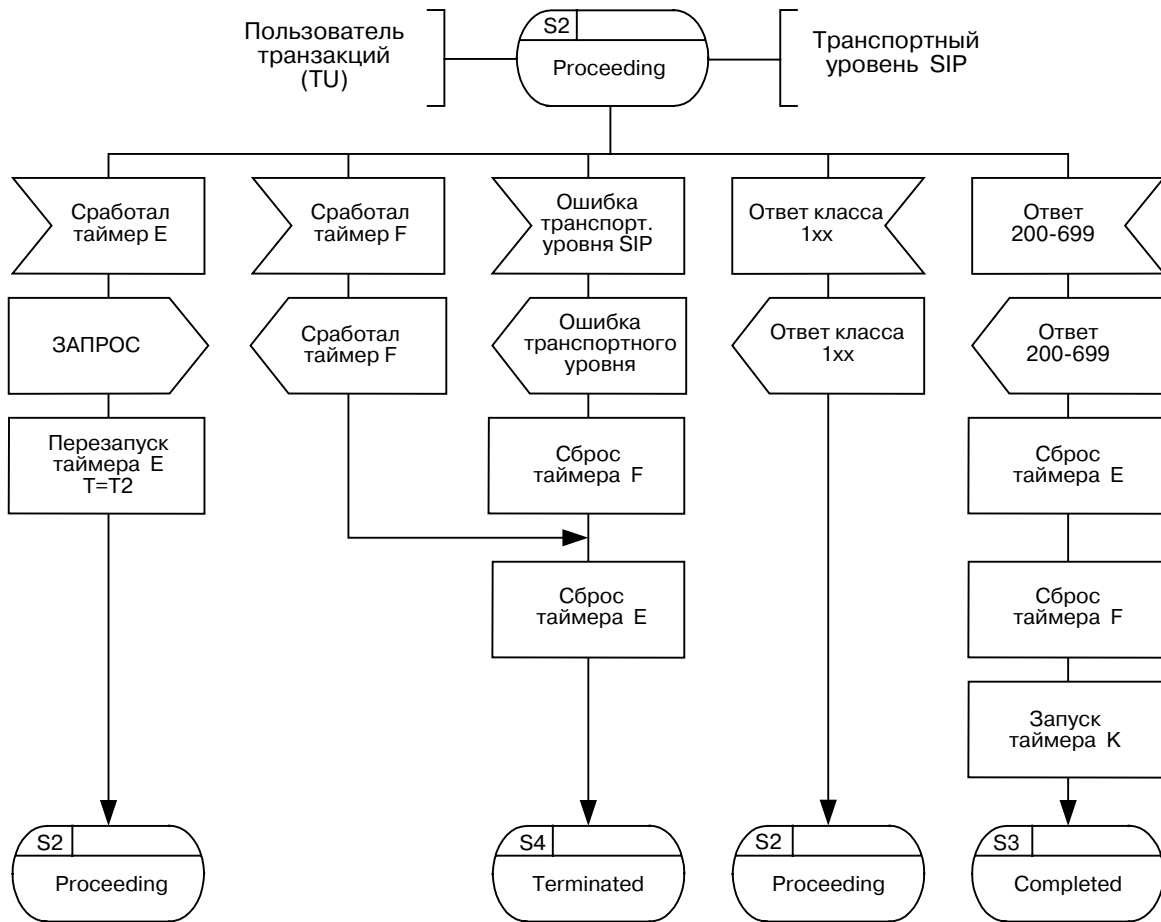 Пользователь
транзакций
(TU)
S2
Proceeding
Транспортный
уровень SIP
Сработал
таймер E
Сработал
таймер F
Ошибка
транспорт.
уровня SIP
Ответ класса
1xx
Ответ
200-699
ЗАПРОС
Сработал
таймер F
Ошибка
транспортного
уровня
Ответ класса
1xx
Ответ
200-699
Перезапуск
таймера E
T=T2
Сброс
таймера F
Сброс
таймера E
Сброс
таймера E
Сброс
таймера F
Запуск
таймера K
S2
Proceeding
S4
Terminated
S2
Proceeding
S3
Completed